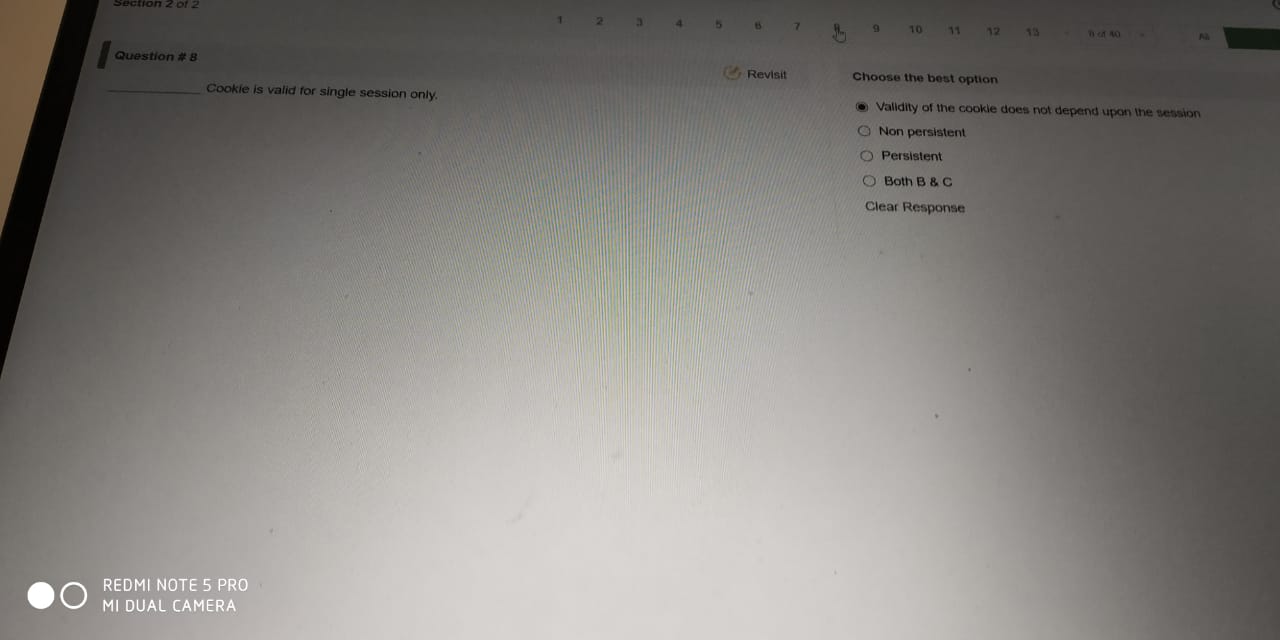 Section 2 of 2
1 2 3 4 5 6 7 8 9 10 11 12 13 8 of 40 All
Question # 8
Revisit
Choose the best option
__________ Cookie is valid for single session only.
Validity of the cookie does not depend upon the session
Non persistent
Persistent
Both B & C
Clear Response
REDMI NOTE 5 PRO
MI DUAL CAMERA